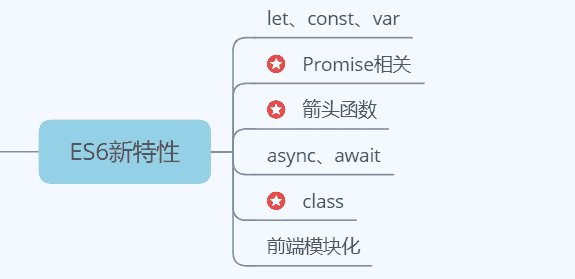 let、const、var
Promise相关
箭头函数
ES6新特性
async、await
class
前端模块化